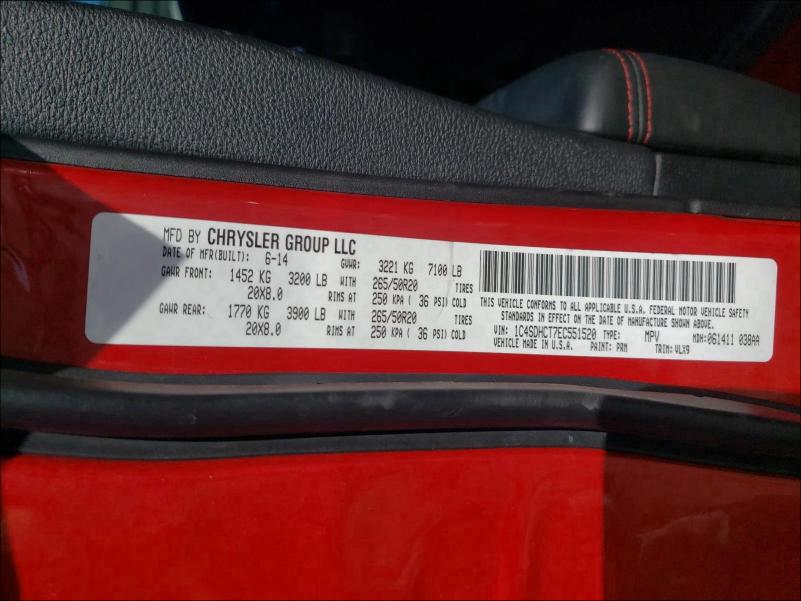 MFD BY CHRYSLER GROUP LLC
DATE OF MFR(BUILT): 6-14 GVWR: 3221 KG 7100 LB
GAWR FRONT: 1452 KG 3200 LB WITH 265/50R20 TIRES
20X8.0 RIMS AT 250 KPA ( 36 PSI) COLD
GAWR REAR: 1770 KG 3900 LB WITH 265/50R20 TIRES
20X8.0 RIMS AT 250 KPA ( 36 PSI) COLD
THIS VEHICLE CONFORMS TO ALL APPLICABLE U.S.A. FEDERAL MOTOR VEHICLE SAFETY
STANDARDS IN EFFECT ON THE DATE OF MANUFACTURE SHOWN ABOVE.
VIN: 1C4SDHCT7EC551520 TYPE: MPV MDH:061411 038AA
VEHICLE MADE IN U.S.A. PAINT: PRM TRIM: VLX9